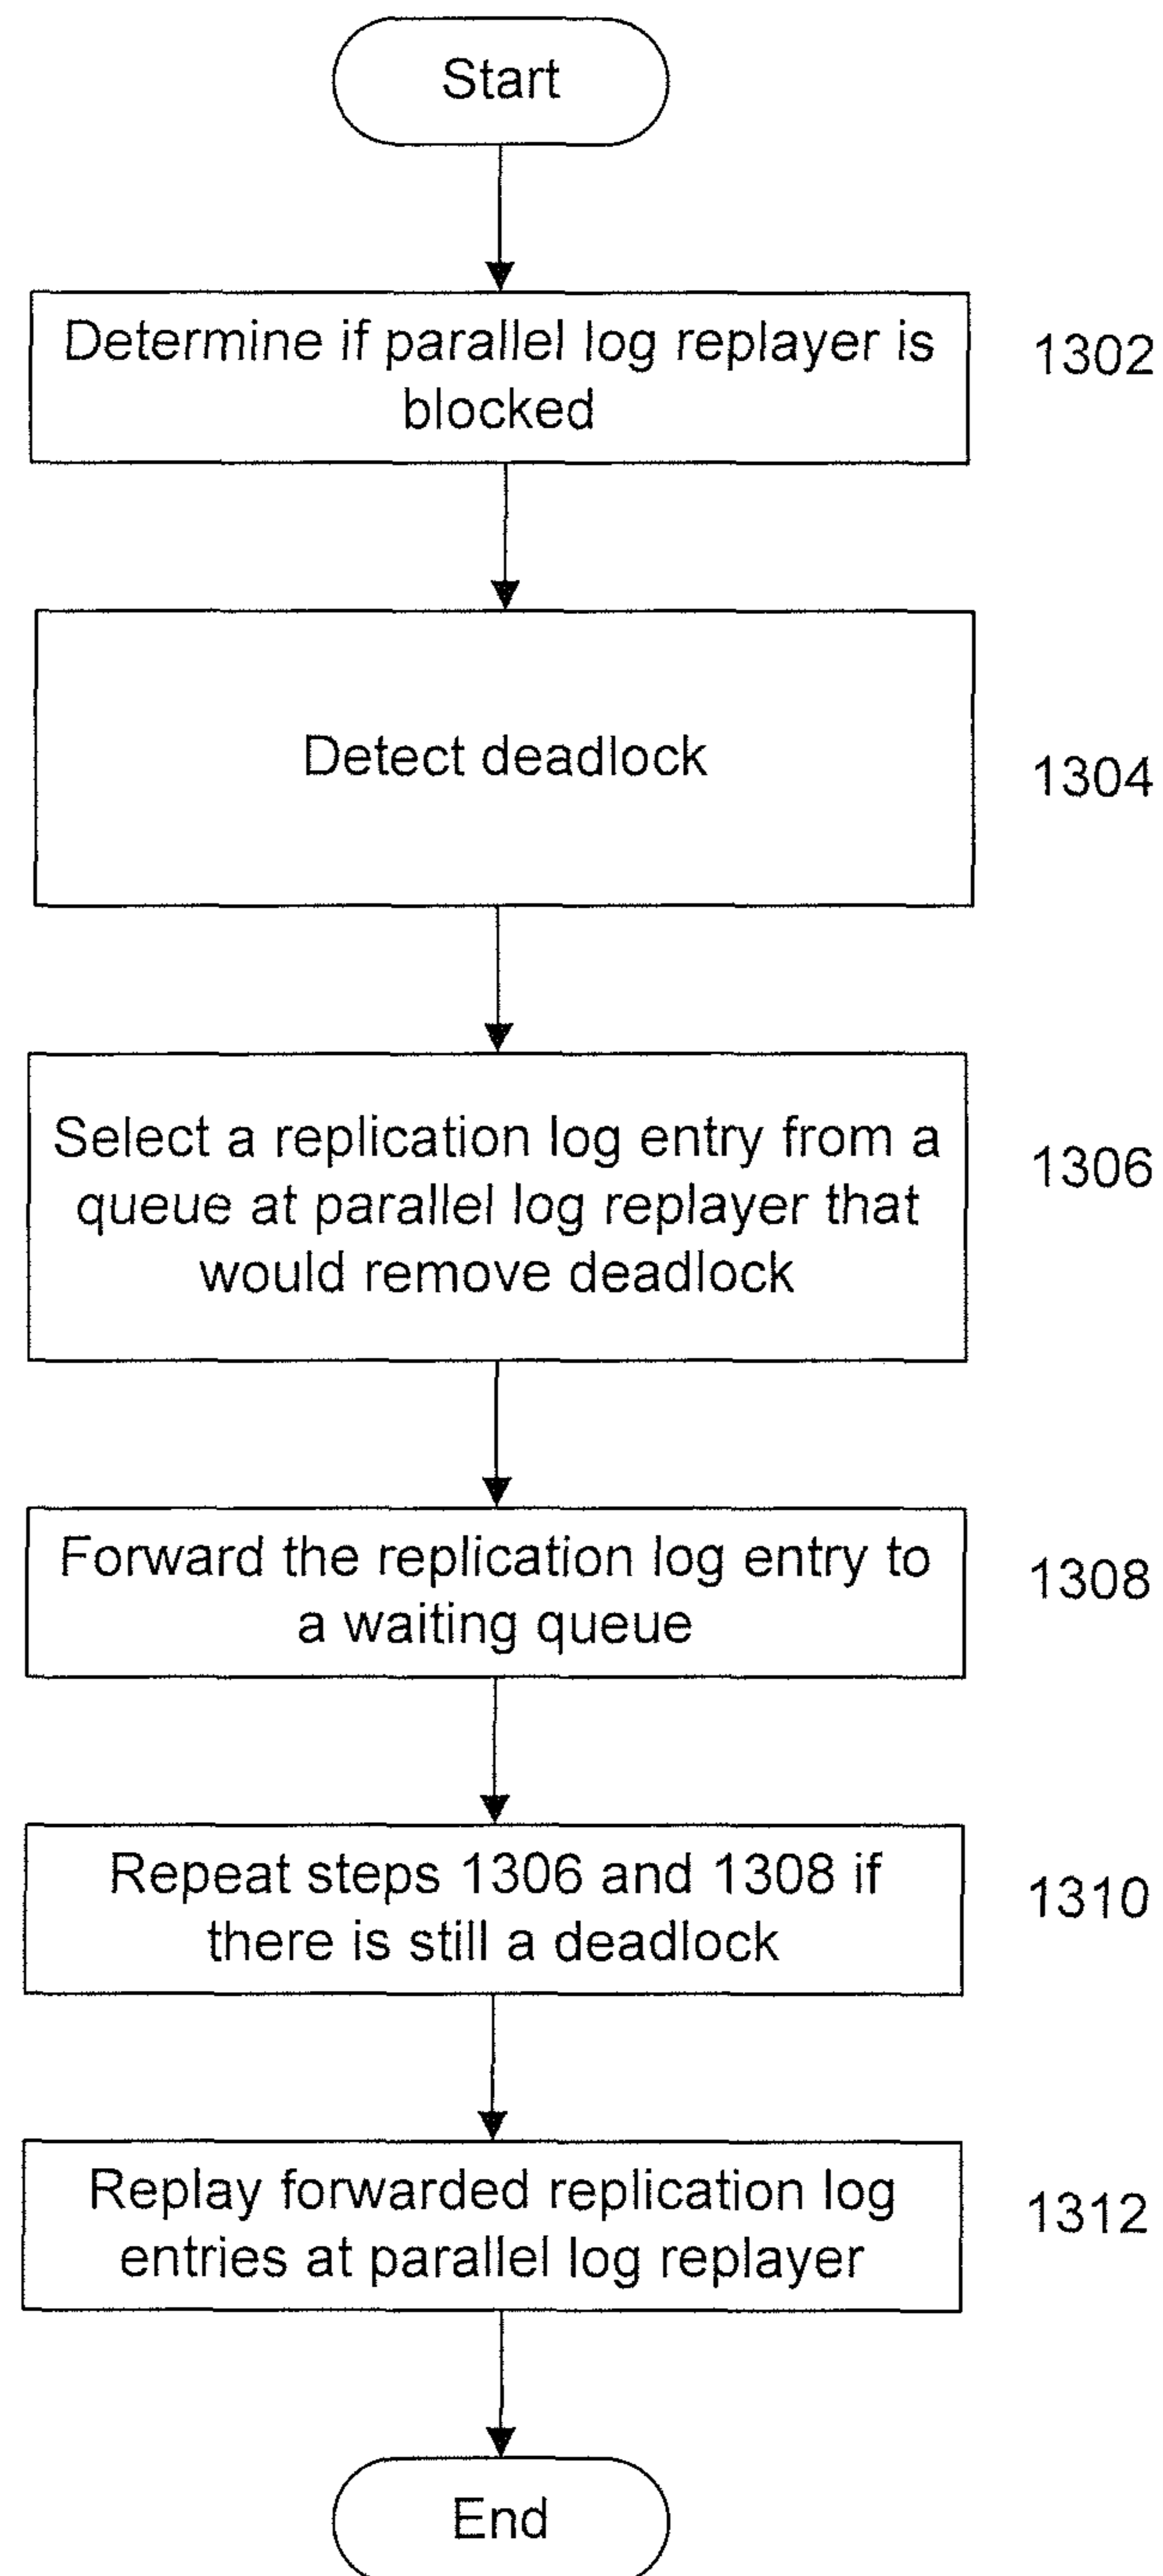 Start
Determine if parallel log replayer is
blocked
1302
Detect deadlock
1304
Select a replication log entry from a
queue at parallel log replayer that
would remove deadlock
1306
Forward the replication log entry to
a waiting queue
1308
Repeat steps 1306 and 1308 if
there is still a deadlock
1310
Replay forwarded replication log
entries at parallel log replayer
1312
End